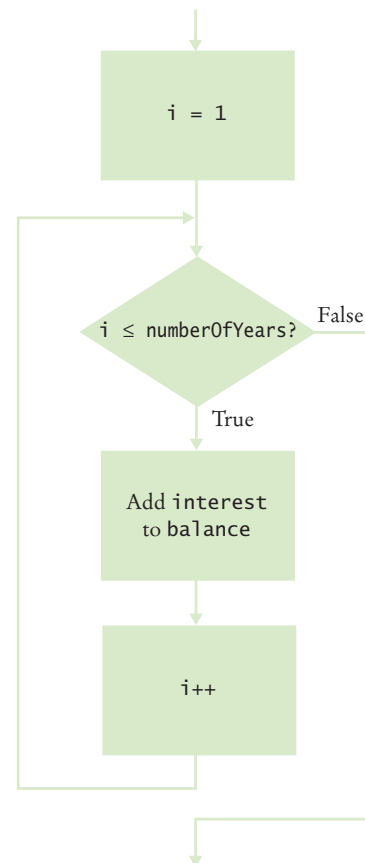 i = 1
i ≤ numberOfYears?
False
True
Add interest
to balance
i++